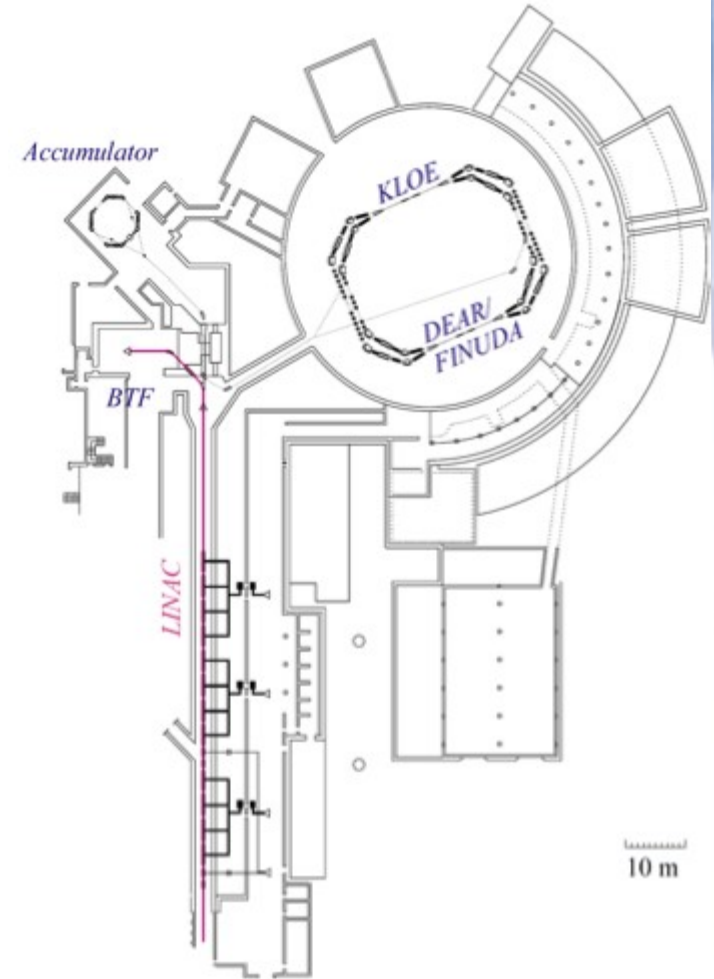 Accumulator
KLOE
DEAR/
FINUDA
BTF
LINAC
10 m